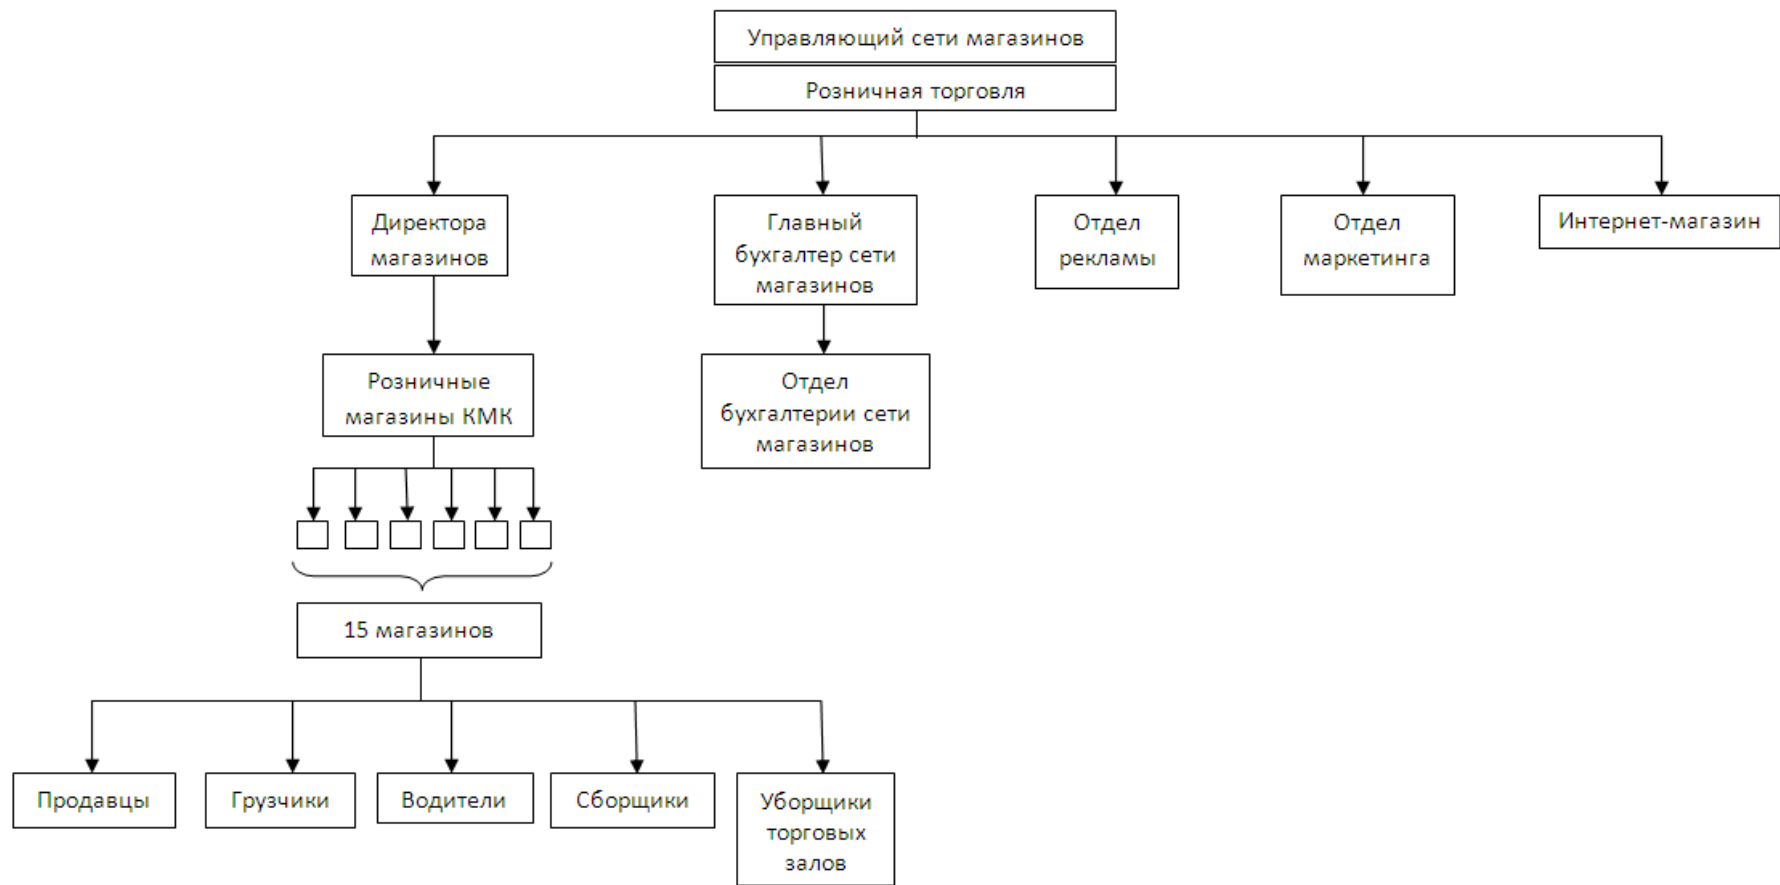 Управляющий сети магазинов
Розничная торговля
Директора
магазинов
Главный
бухгалтер сети
магазинов
Отдел
рекламы
Отдел
маркетинга
Интернет-магазин
Розничные
магазины КМК
Отдел
бухгалтерии сети
магазинов
15 магазинов
Продавцы
Грузчики
Водители
Сборщики
Уборщики
торговых
залов